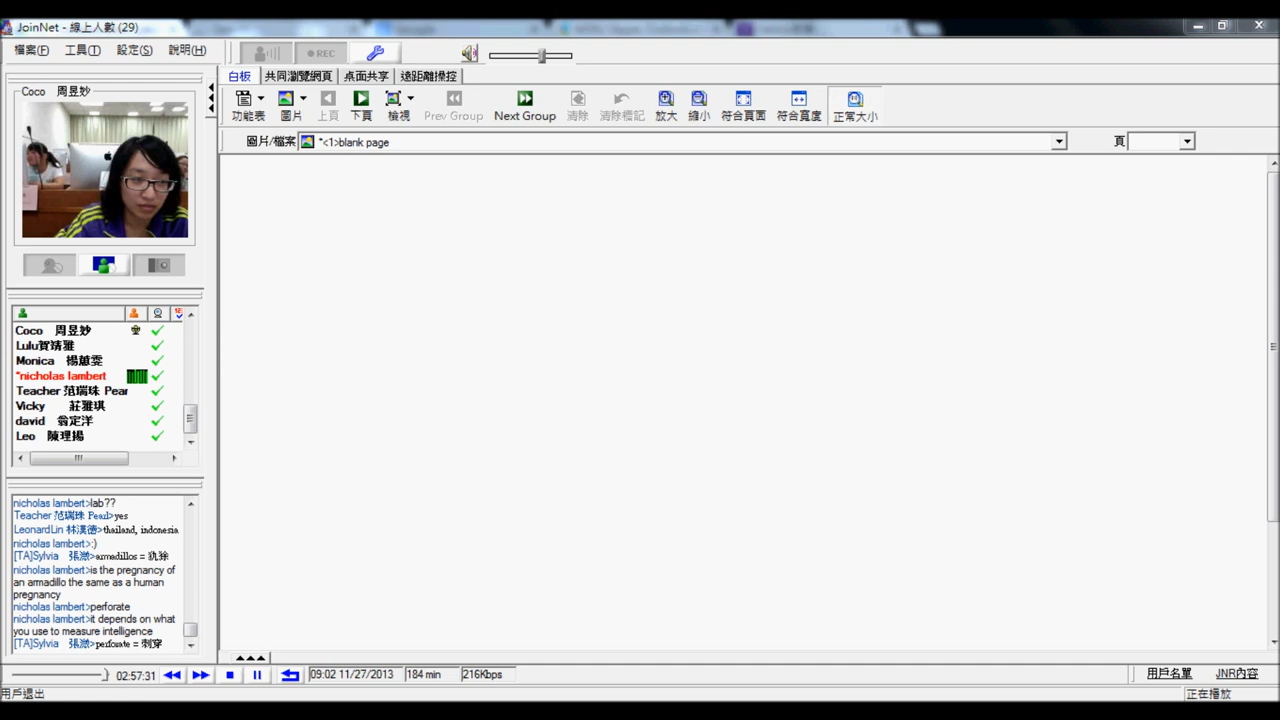 JoinNet - 線上人數 (29)
檔案(F) 工具(T) 設定(S) 說明(H)
REC
白板 共同瀏覽網頁 桌面共享 遠距離操控
功能表 圖片 上頁 下頁 檢視 Prev Group Next Group 清除 清除標記 放大 縮小 符合頁面 符合寬度 正常大小
圖片/檔案 *<1>blank page 頁
Coco 周昱妙
Coco 周昱妙
Lulu賀婧雅
Monica 楊蕙雯
*nicholas lambert
Teacher 范瑞珠 Pear
Vicky 莊雅琪
david 翁定洋
Leo 陳理揚
nicholas lambert>lab??
Teacher 范瑞珠 Pearl>yes
LeonardLin 林漢德>thailand, indonesia
nicholas lambert>:)
[TA]Sylvia 張瀲>armadillos = 犰狳
nicholas lambert>is the pregnancy of
an armadillo the same as a human
pregnancy
nicholas lambert>perforate
nicholas lambert>it depends on what
you use to measure intelligence
[TA]Sylvia 張瀲>perforate = 刺穿
02:57:31 09:02 11/27/2013 184 min 216Kbps 用戶名單 JNR內容
用戶退出 正在播放